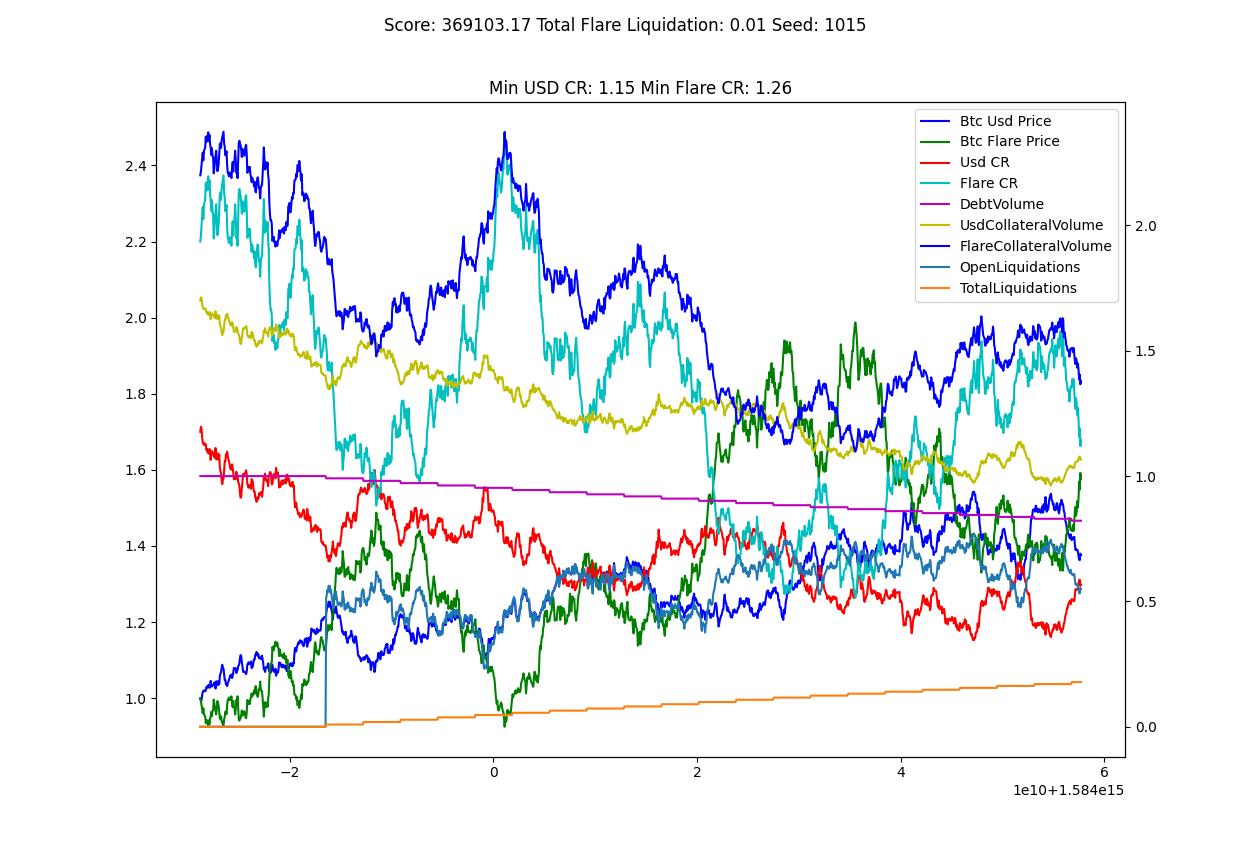 Score: 369103.17 Total Flare Liquidation: 0.01 Seed: 1015
Min USD CR: 1.15 Min Flare CR: 1.26
Btc Usd Price
Btc Flare Price
Usd CR
Flare CR
DebtVolume
UsdCollateralVolume
FlareCollateralVolume
OpenLiquidations
TotalLiquidations
2.4
2.2
2.0
1.8
1.6
1.4
1.2
1.0
2.0
1.5
1.0
0.5
0.0
−2 0 2 4 6
1e10+1.584e15